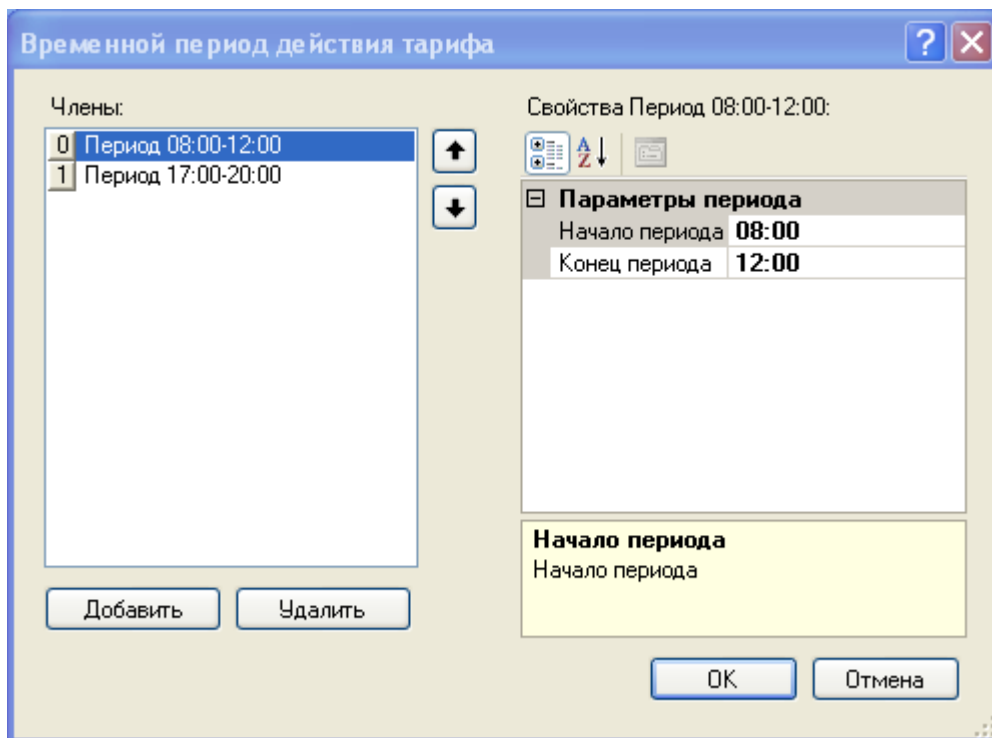 Временной период действия тарифа
Члены:
0 Период 08:00-12:00
1 Период 17:00-20:00
Добавить
Удалить
Свойства Период 08:00-12:00:
Параметры периода
Начало периода 08:00
Конец периода 12:00
Начало периода
Начало периода
OK
Отмена